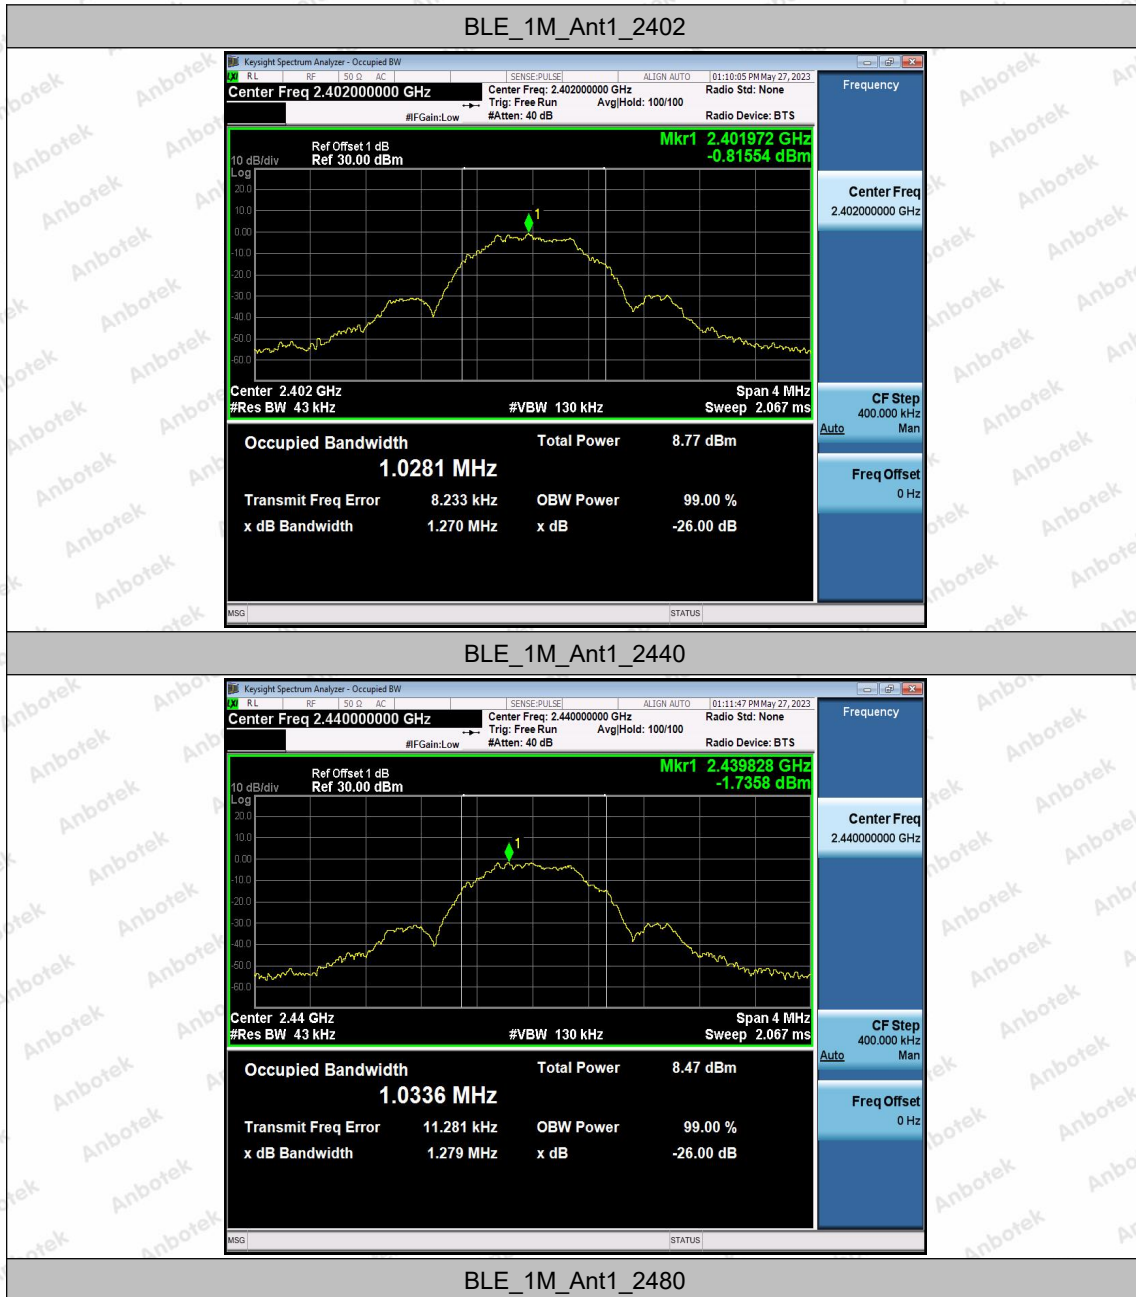 BLE_1M_Ant1_2402
Keysight Spectrum Analyzer - Occupied BW
RL RF 50 Ω AC SENSE:PULSE ALIGN AUTO 01:10:05 PM May 27, 2023
Center Freq 2.402000000 GHz Center Freq: 2.402000000 GHz Radio Std: None Frequency
Trig: Free Run Avg|Hold: 100/100
#IFGain:Low #Atten: 40 dB Radio Device: BTS
Mkr1 2.401972 GHz
Ref Offset 1 dB -0.81554 dBm
10 dB/div Ref 30.00 dBm
Log
20.0
10.0
0.00
-10.0
-20.0
-30.0
-40.0
-50.0
-60.0
1
Center Freq
2.402000000 GHz
Center 2.402 GHz Span 4 MHz
#Res BW 43 kHz #VBW 130 kHz Sweep 2.067 ms
CF Step
400.000 kHz
Auto Man
Occupied Bandwidth Total Power 8.77 dBm
1.0281 MHz
Freq Offset
0 Hz
Transmit Freq Error 8.233 kHz OBW Power 99.00 %
x dB Bandwidth 1.270 MHz x dB -26.00 dB
MSG STATUS
BLE_1M_Ant1_2440
Keysight Spectrum Analyzer - Occupied BW
RL RF 50 Ω AC SENSE:PULSE ALIGN AUTO 01:11:47 PM May 27, 2023
Center Freq 2.440000000 GHz Center Freq: 2.440000000 GHz Radio Std: None Frequency
Trig: Free Run Avg|Hold: 100/100
#IFGain:Low #Atten: 40 dB Radio Device: BTS
Mkr1 2.439828 GHz
Ref Offset 1 dB -1.7358 dBm
10 dB/div Ref 30.00 dBm
Log
20.0
10.0
0.00
-10.0
-20.0
-30.0
-40.0
-50.0
-60.0
1
Center Freq
2.440000000 GHz
Center 2.44 GHz Span 4 MHz
#Res BW 43 kHz #VBW 130 kHz Sweep 2.067 ms
CF Step
400.000 kHz
Auto Man
Occupied Bandwidth Total Power 8.47 dBm
1.0336 MHz
Freq Offset
0 Hz
Transmit Freq Error 11.281 kHz OBW Power 99.00 %
x dB Bandwidth 1.279 MHz x dB -26.00 dB
MSG STATUS
BLE_1M_Ant1_2480
Anbotek